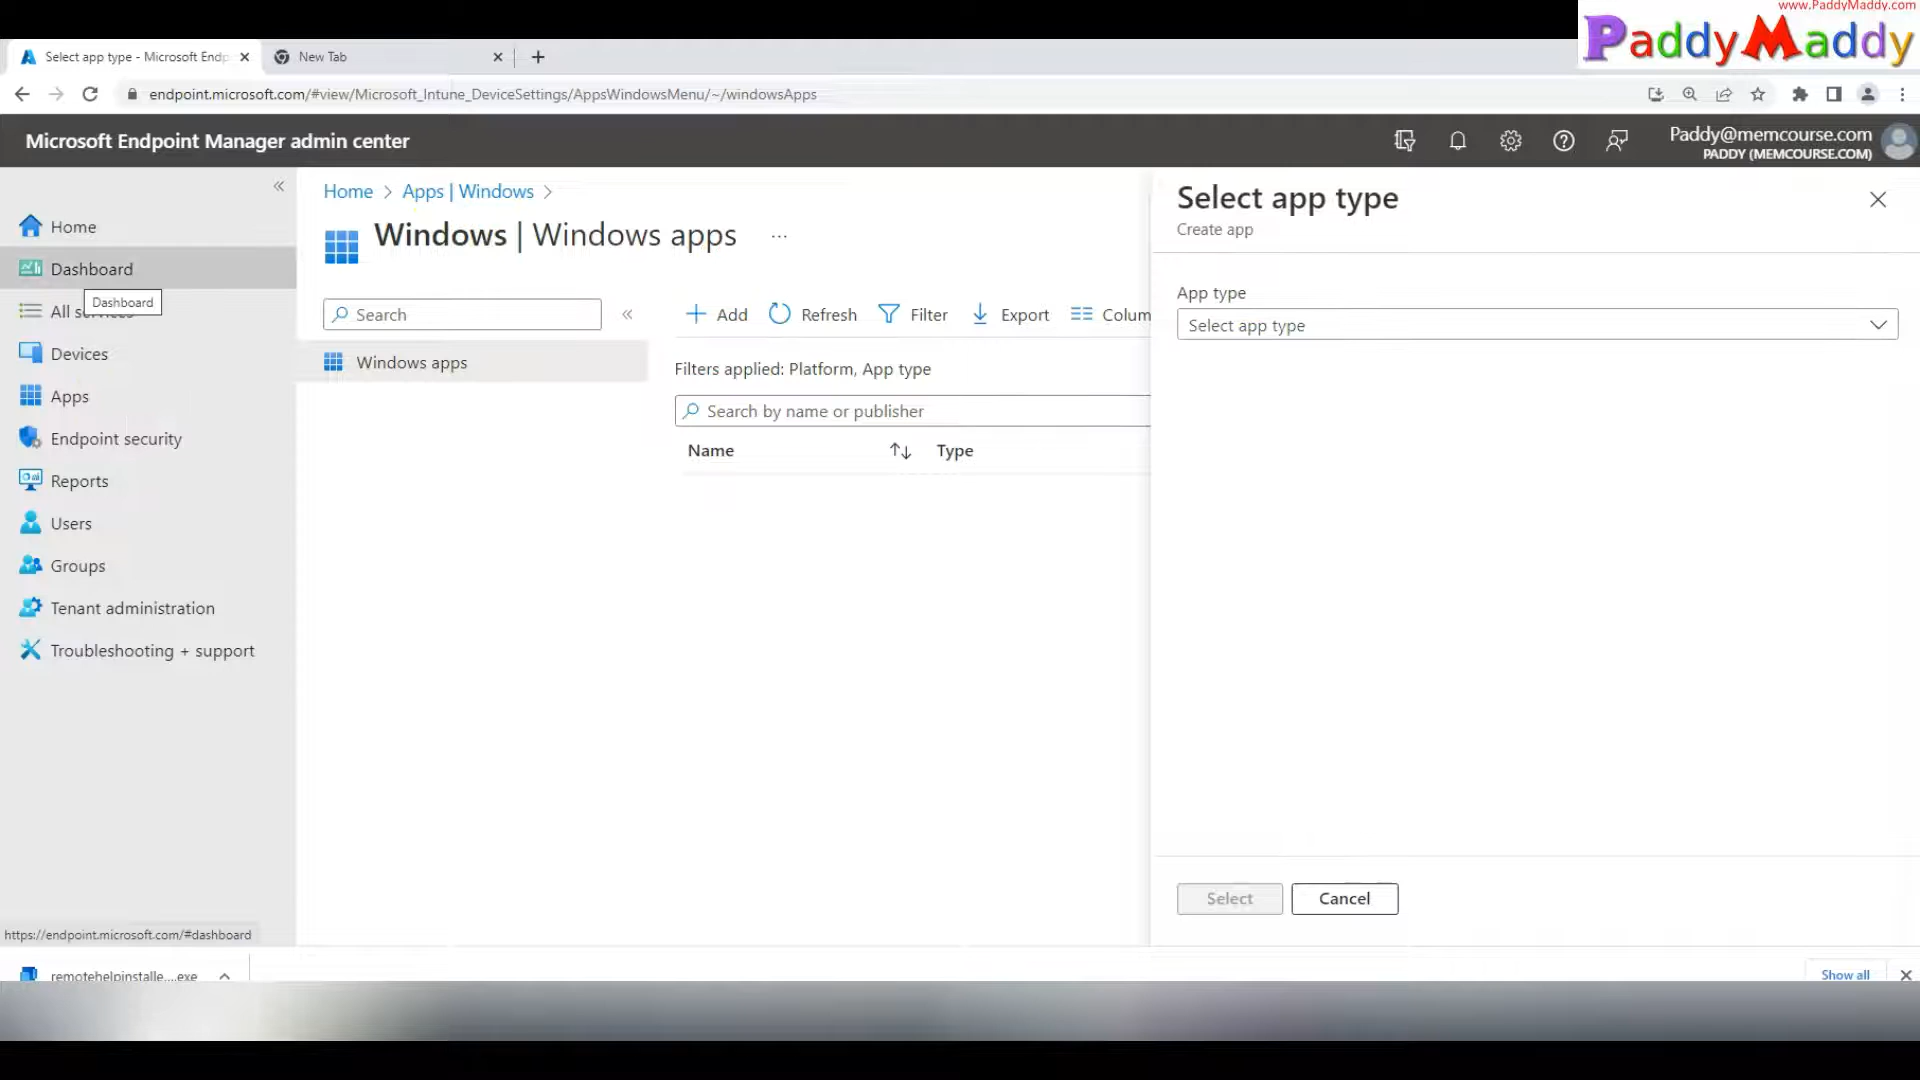 www.PaddyMaddy.com
PaddyMaddy
Select app type - Microsoft Endp
New Tab
endpoint.microsoft.com/#view/Microsoft_Intune_DeviceSettings/AppsWindowsMenu/~/windowsApps
Microsoft Endpoint Manager admin center
Paddy@memcourse.com
PADDY (MEMCOURSE.COM)
Home
Dashboard
Dashboard
All services
Devices
Apps
Endpoint security
Reports
Users
Groups
Tenant administration
Troubleshooting + support
Home > Apps | Windows >
Windows | Windows apps ...
Search
Windows apps
Add
Refresh
Filter
Export
Colum
Filters applied: Platform, App type
Search by name or publisher
Name
Type
Select app type
Create app
App type
Select app type
Select
Cancel
https://endpoint.microsoft.com/#dashboard
remotehelpinstalle....exe
Show all